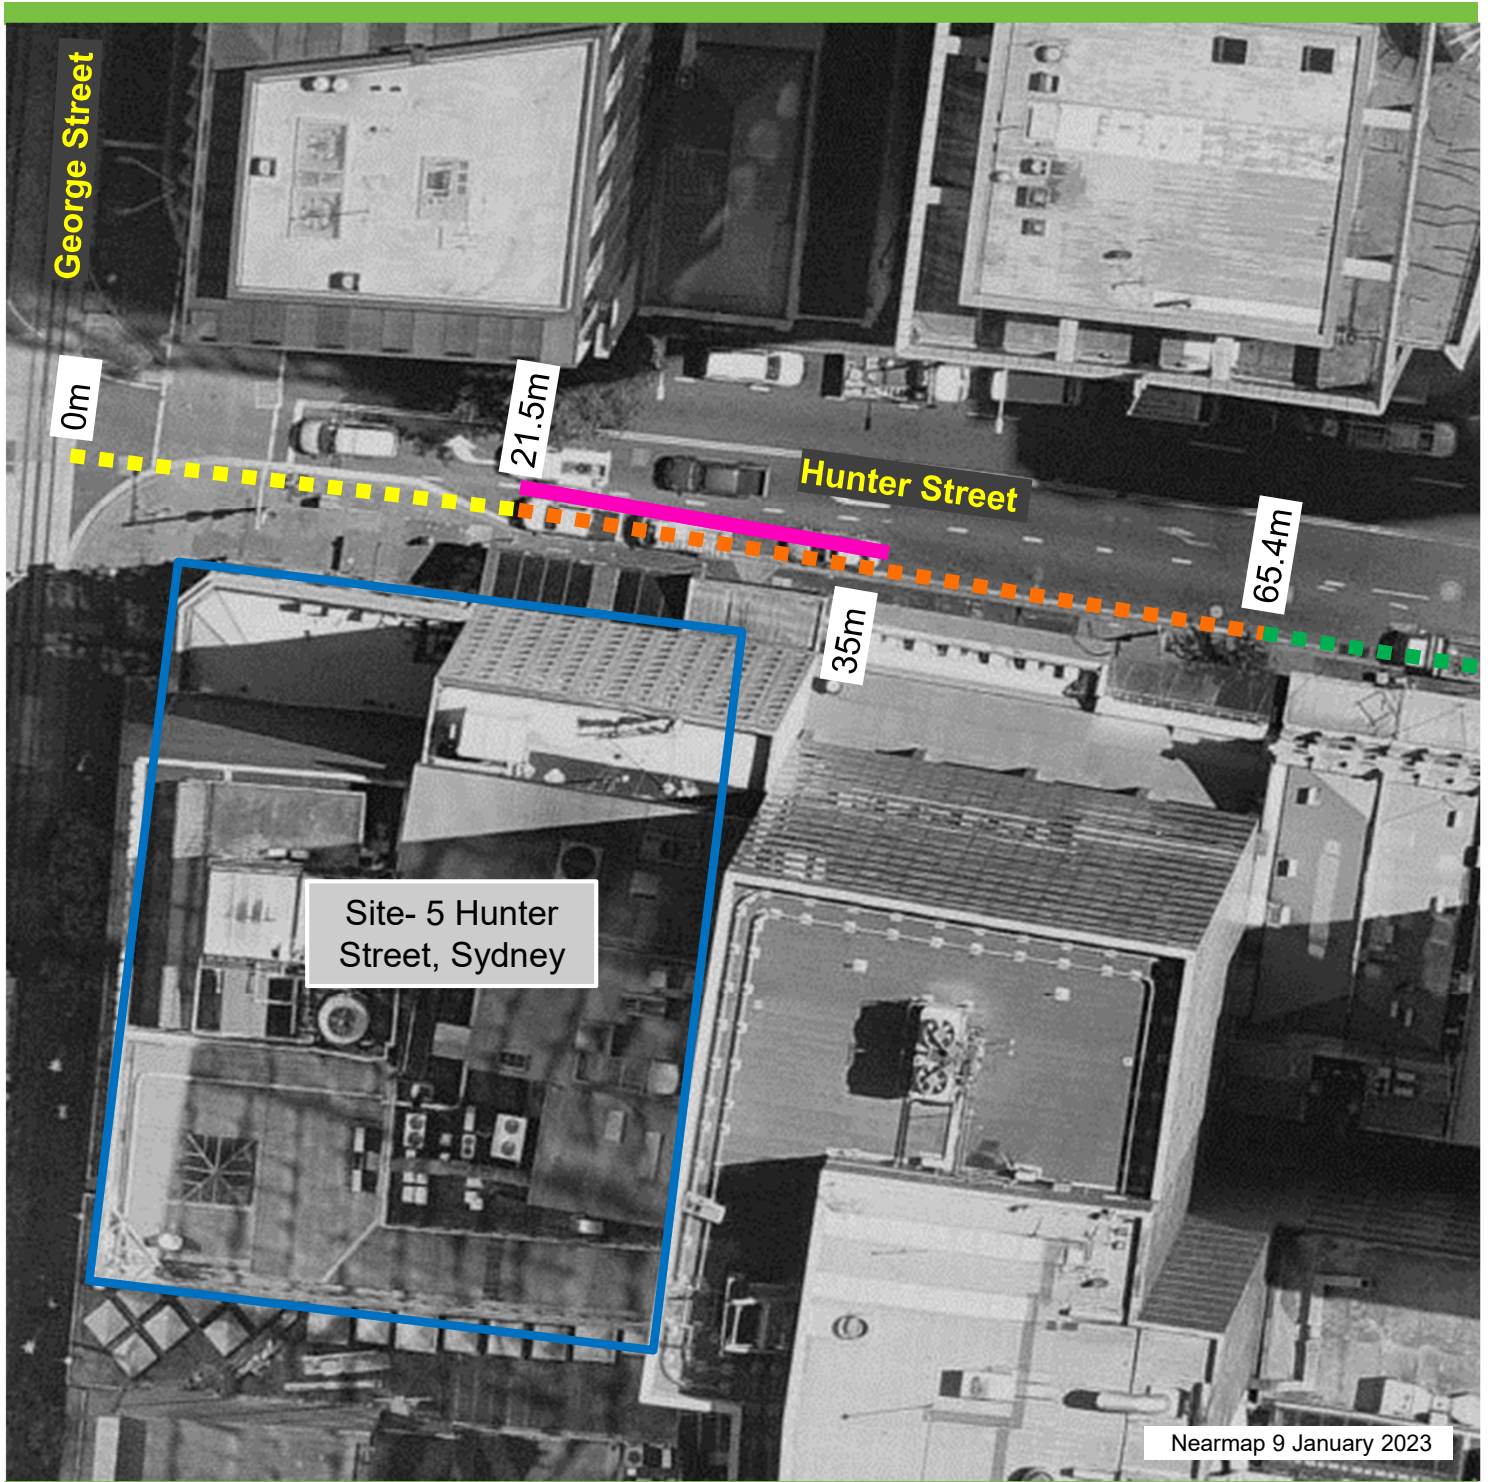 George Street
0m
21.5m
Hunter Street
65.4m
35m
Site- 5 Hunter
Street, Sydney
Nearmap 9 January 2023